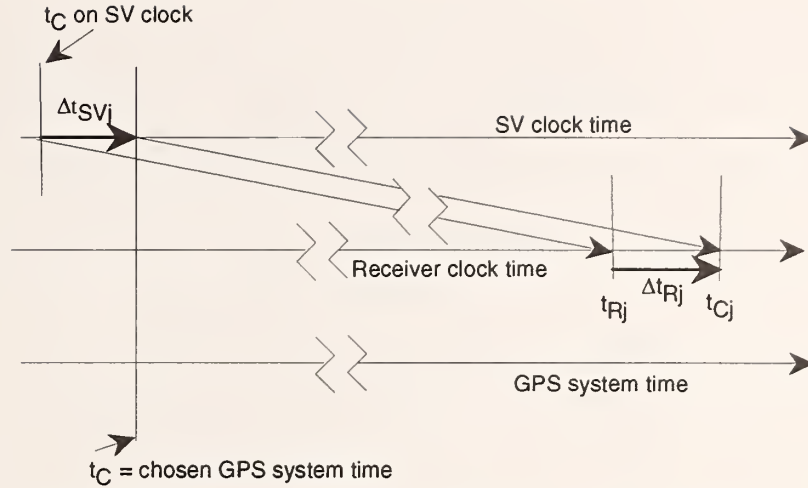 t_C on SV clock
Δt_SVj
SV clock time
Receiver clock time
t_Rj
Δt_Rj
t_Cj
GPS system time
t_C = chosen GPS system time